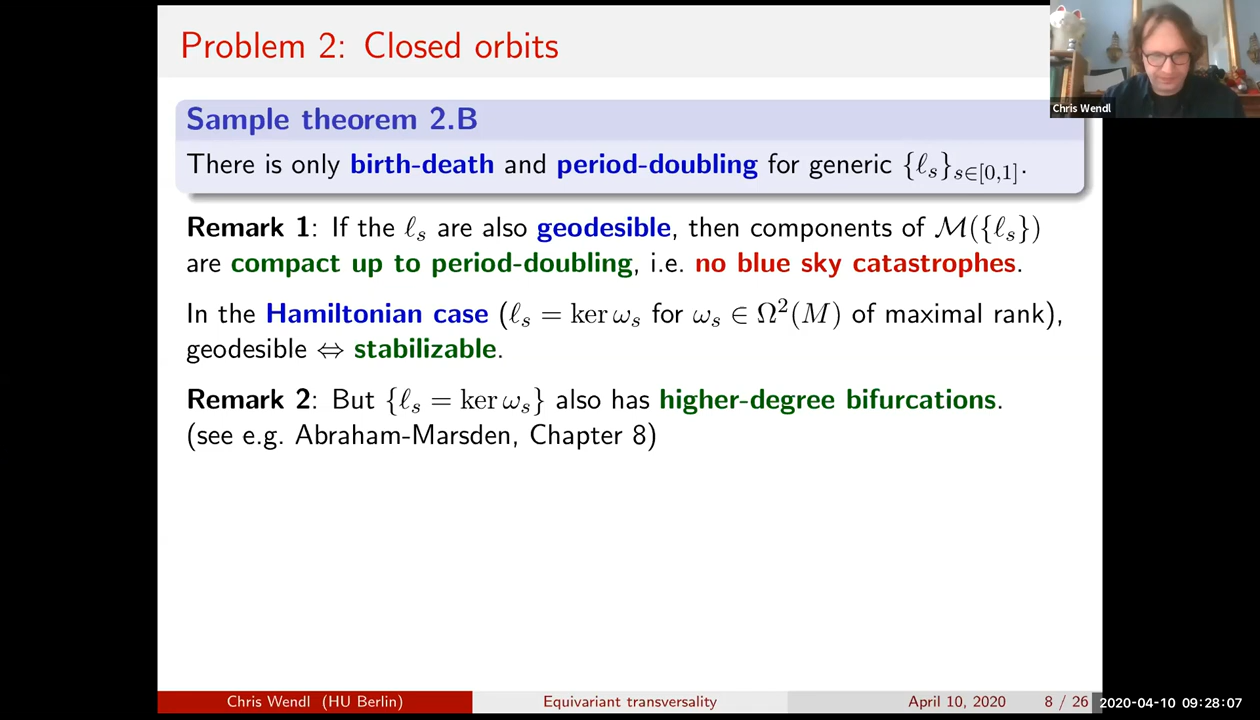 Problem 2: Closed orbits
Chris Wendl
Sample theorem 2.B
There is only birth-death and period-doubling for generic {ℓ_s}_{s∈[0,1]}.
Remark 1: If the ℓ_s are also geodesible, then components of ℳ({ℓ_s})
are compact up to period-doubling, i.e. no blue sky catastrophes.
In the Hamiltonian case (ℓ_s = ker ω_s for ω_s ∈ Ω²(M) of maximal rank),
geodesible ⇔ stabilizable.
Remark 2: But {ℓ_s = ker ω_s} also has higher-degree bifurcations.
(see e.g. Abraham-Marsden, Chapter 8)
Chris Wendl (HU Berlin) Equivariant transversality April 10, 2020 8 / 26 2020-04-10 09:28:07